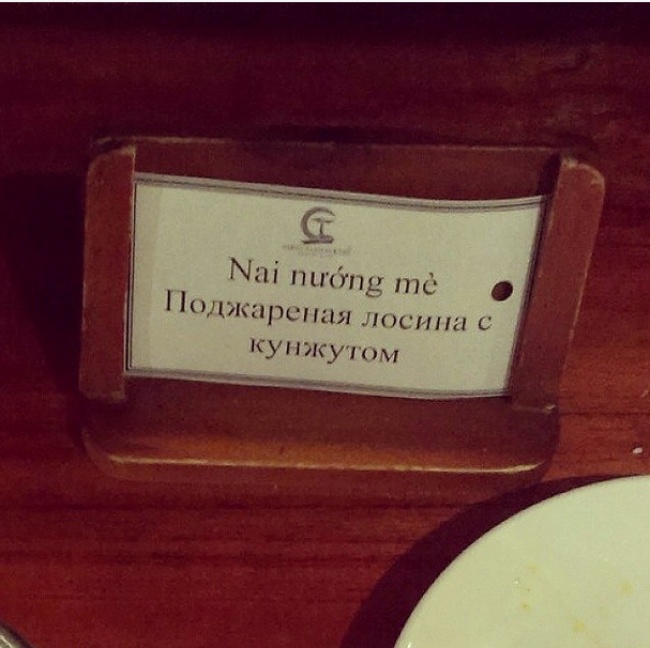 Nai nướng mè
Поджареная лосина с
кунжутом